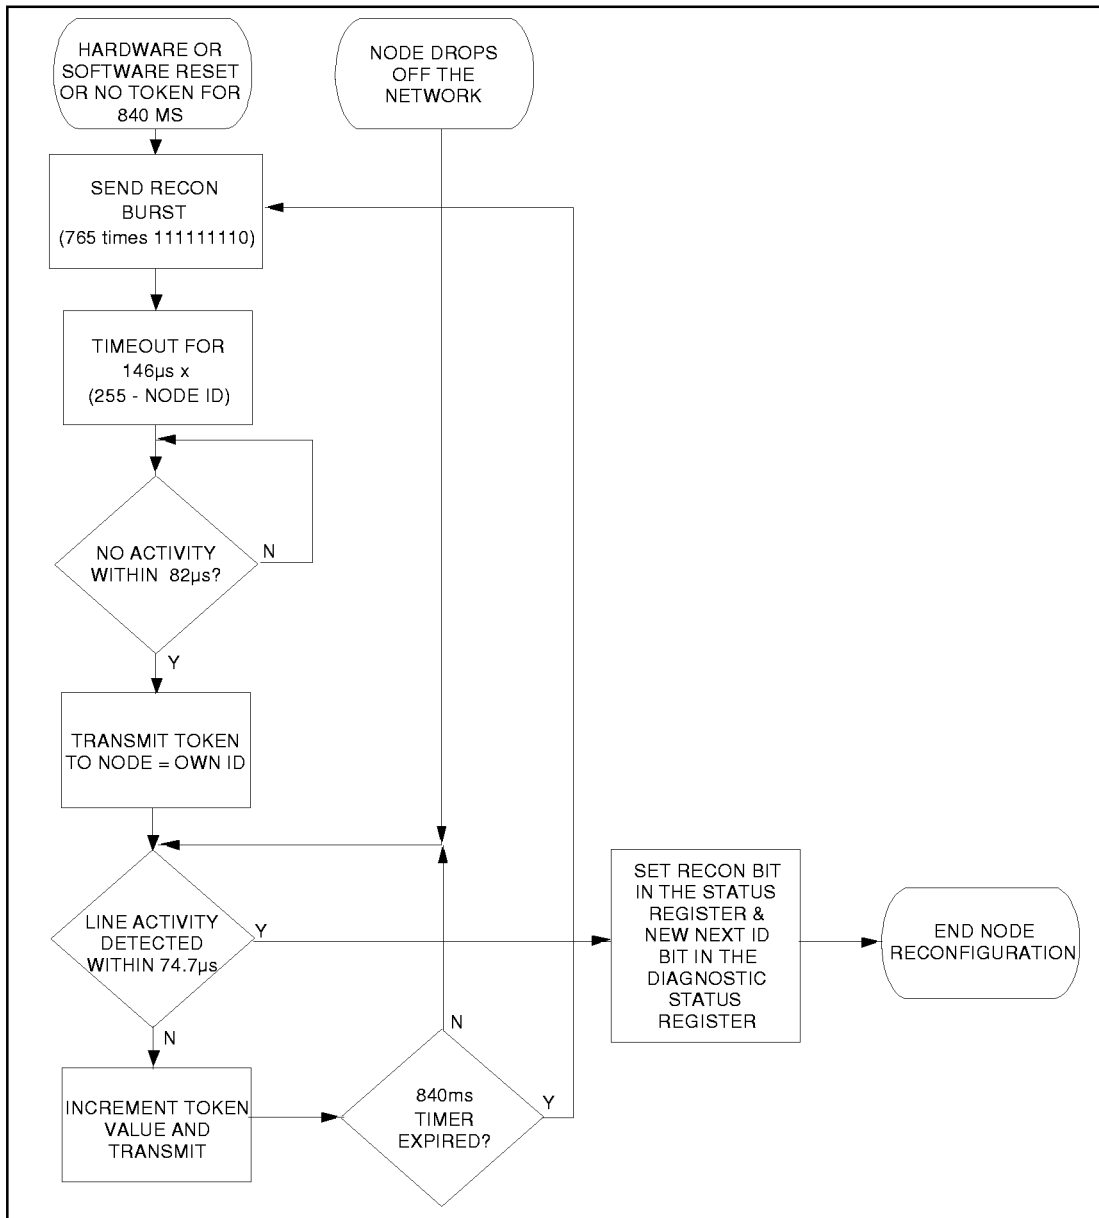 HARDWARE OR
SOFTWARE RESET
OR NO TOKEN FOR
840 MS
NODE DROPS
OFF THE
NETWORK
SEND RECON
BURST
(765 times 111111110)
TIMEOUT FOR
146µs x
(255 - NODE ID)
NO ACTIVITY
WITHIN 82µs?
N
Y
TRANSMIT TOKEN
TO NODE = OWN ID
LINE ACTIVITY
DETECTED
WITHIN 74.7µs
Y
N
SET RECON BIT
IN THE STATUS
REGISTER &
NEW NEXT ID
BIT IN THE
DIAGNOSTIC
STATUS
REGISTER
END NODE
RECONFIGURATION
INCREMENT TOKEN
VALUE AND
TRANSMIT
840ms
TIMER
EXPIRED?
N
Y